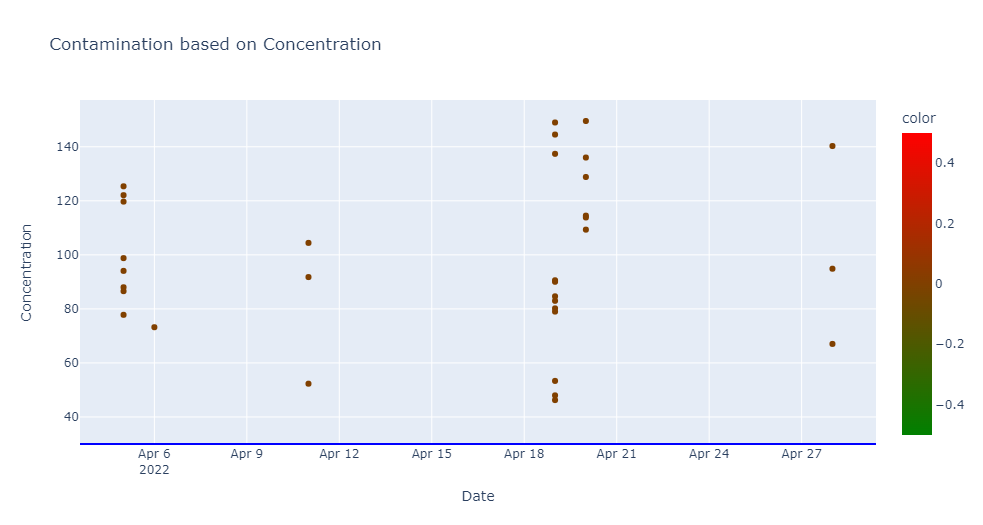 Contamination based on Concentration
color
140
120
100
80
60
40
Concentration
0.4
0.2
0
−0.2
−0.4
Apr 6 Apr 9 Apr 12 Apr 15 Apr 18 Apr 21 Apr 24 Apr 27
2022
Date